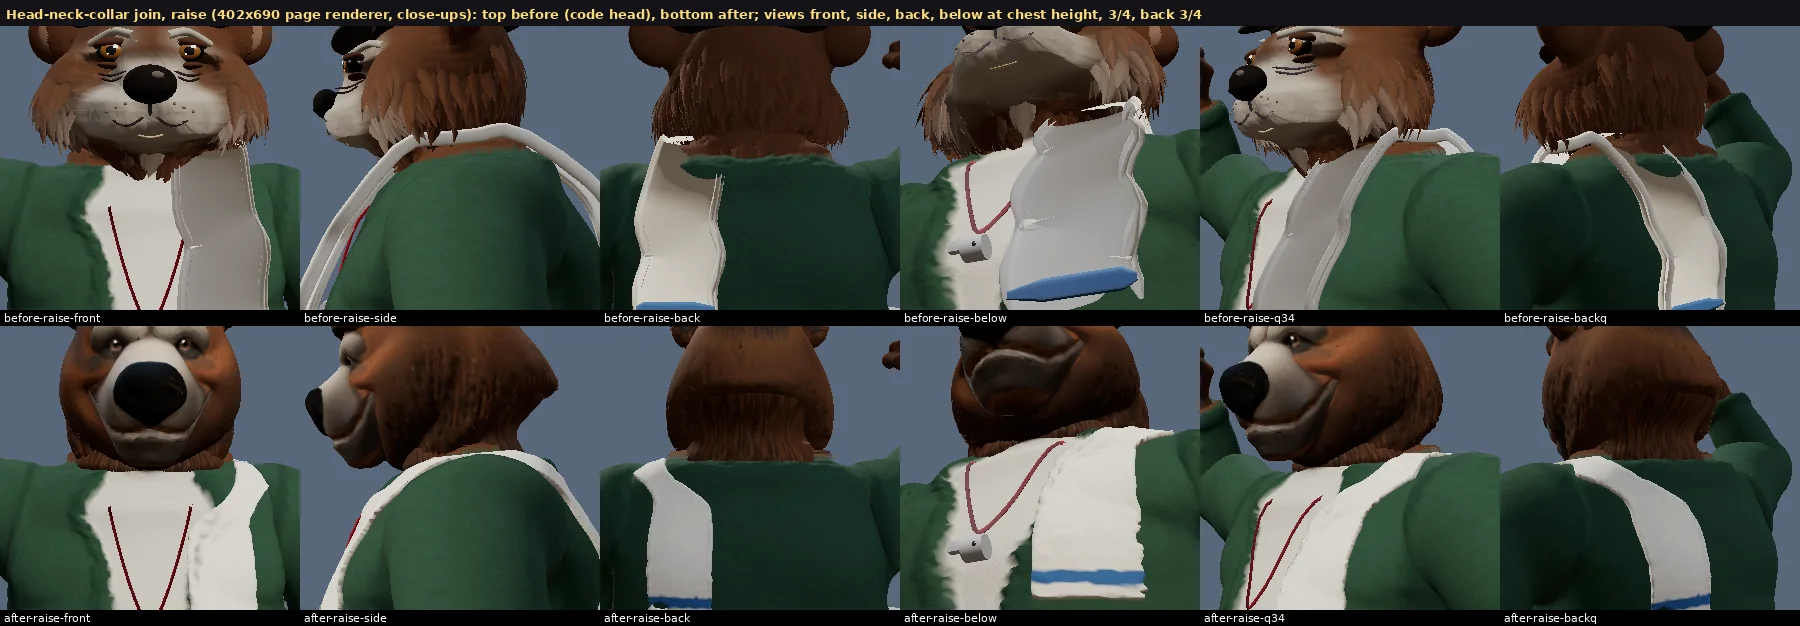 Head-neck-collar join, raise (402x690 page renderer, close-ups): top before (code head), bottom after; views front, side, back, below at chest height, 3/4, back 3/4
before-raise-front
before-raise-side
before-raise-back
before-raise-below
before-raise-q34
before-raise-backq
after-raise-front
after-raise-side
after-raise-back
after-raise-below
after-raise-q34
after-raise-backq